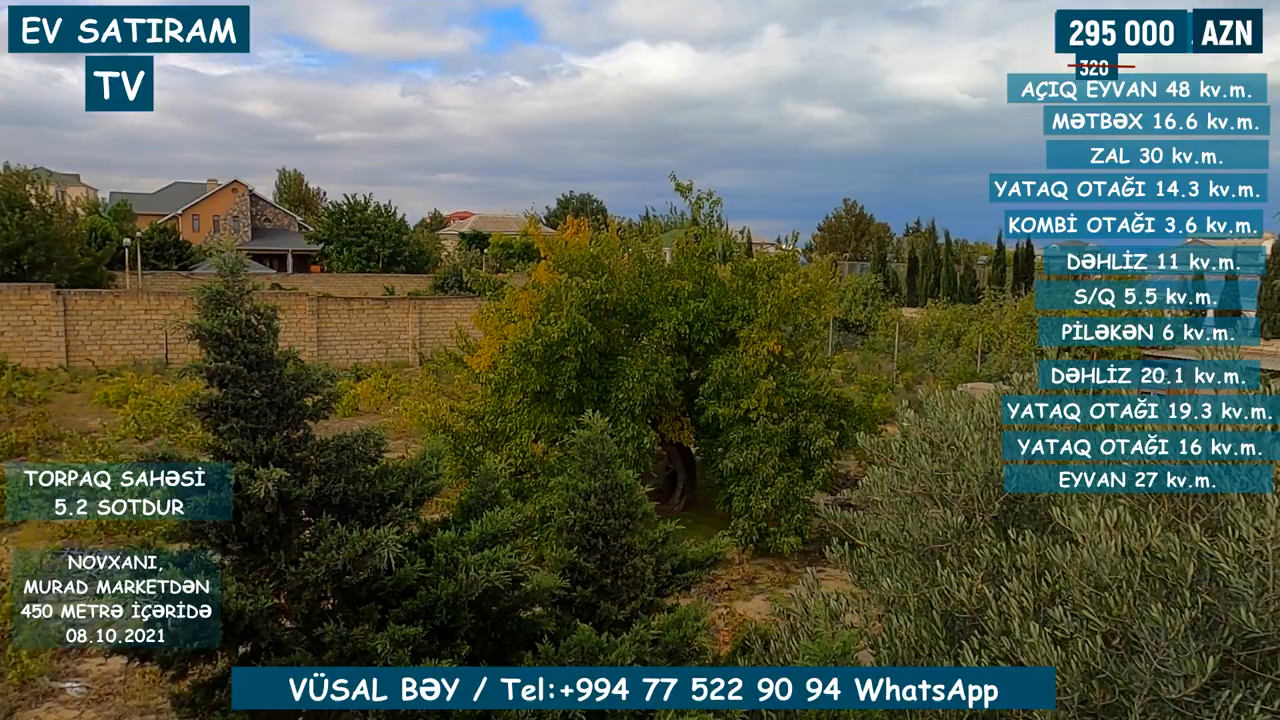 EV SATIRAM
TV
295 000 AZN
320
AÇIQ EYVAN 48 kv.m.
MƏTBƏX 16.6 kv.m.
ZAL 30 kv.m.
YATAQ OTAĞI 14.3 kv.m.
KOMBİ OTAĞI 3.6 kv.m.
DƏHLİZ 11 kv.m.
S/Q 5.5 kv.m.
PİLƏKƏN 6 kv.m.
DƏHLİZ 20.1 kv.m.
YATAQ OTAĞI 19.3 kv.m.
YATAQ OTAĞI 16 kv.m.
EYVAN 27 kv.m.
TORPAQ SAHƏSİ
5.2 SOTDUR
NOVXANI,
MURAD MARKETDƏN
450 METRƏ İÇƏRİDƏ
08.10.2021
VÜSAL BƏY / Tel:+994 77 522 90 94 WhatsApp